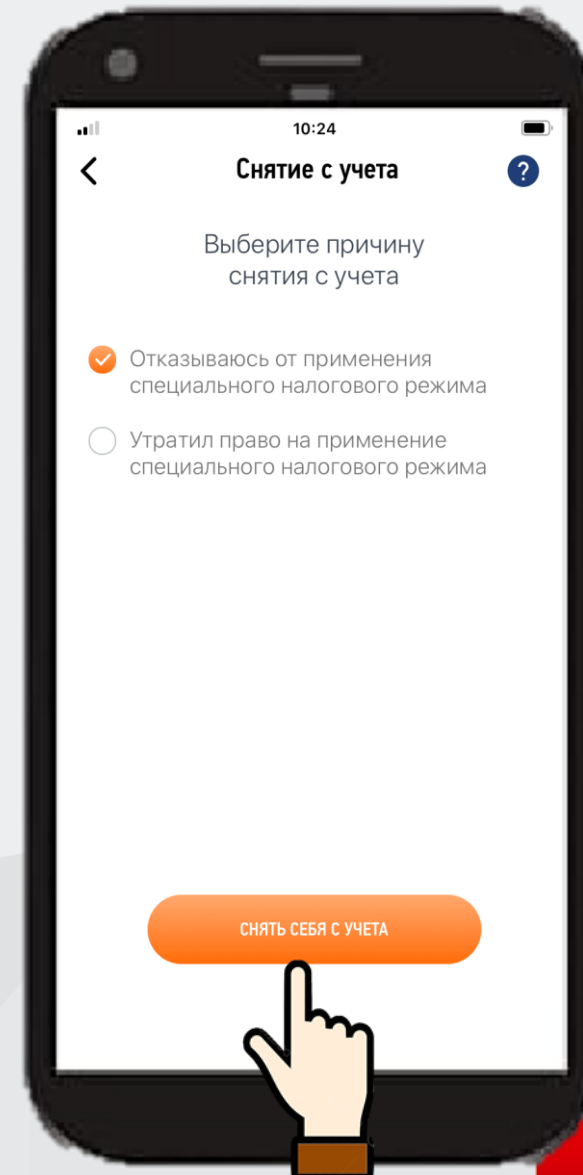 10:24
Снятие с учета
?
Выберите причину
снятия с учета
Отказываюсь от применения
специального налогового режима
Утратил право на применение
специального налогового режима
СНЯТЬ СЕБЯ С УЧЕТА